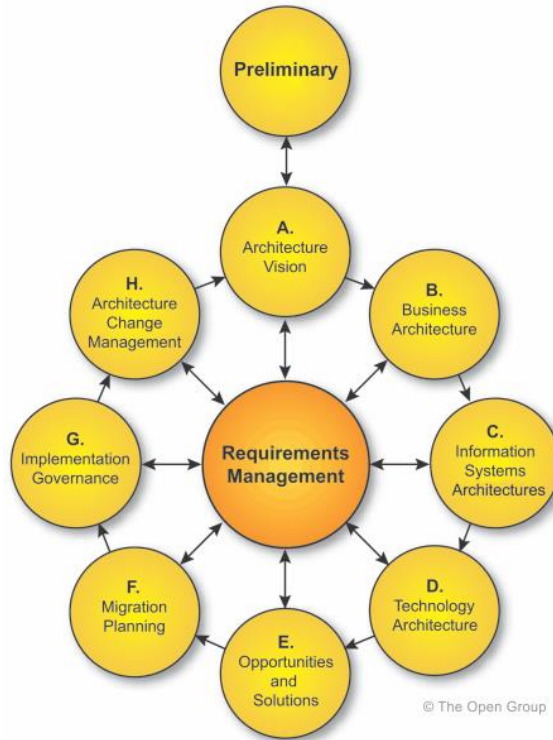 Preliminary
A.
Architecture
Vision
B.
Business
Architecture
C.
Information
Systems
Architectures
D.
Technology
Architecture
E.
Opportunities
and
Solutions
F.
Migration
Planning
G.
Implementation
Governance
H.
Architecture
Change
Management
Requirements
Management
© The Open Group